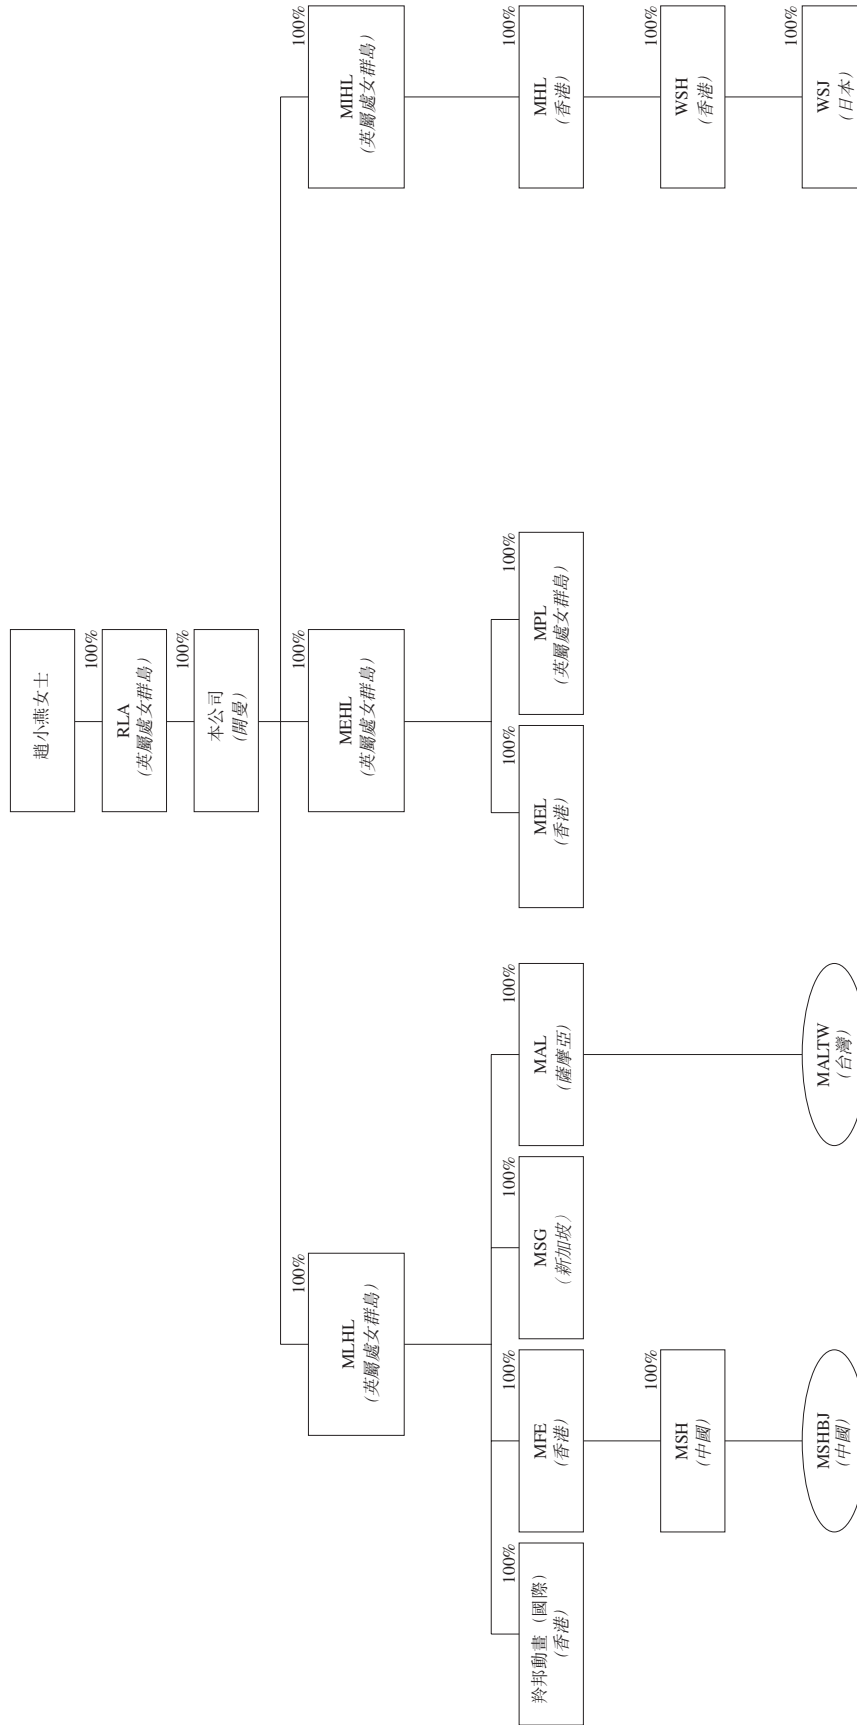 趙小燕女士
100%
RLA
(英屬處女群島)
100%
本公司
(開曼)
100%
MLHL
(英屬處女群島)
100%
MEHL
(英屬處女群島)
100%
MIHL
(英屬處女群島)
100%
羚邦動畫（國際）
(香港)
100%
MFE
(香港)
100%
MSG
(新加坡)
100%
MAL
(薩摩亞)
100%
MEL
(香港)
100%
MPL
(英屬處女群島)
100%
MHL
(香港)
100%
MSH
(中國)
100%
WSH
(香港)
MSHBJ
(中國)
MALTW
(台灣)
100%
WSJ
(日本)